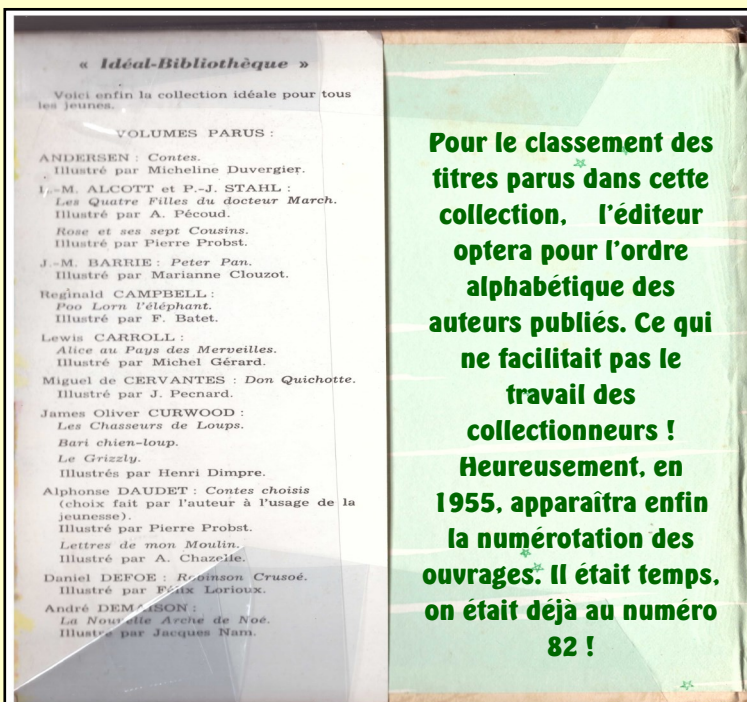 « Idéal-Bibliothèque »
Voici enfin la collection idéale pour tous
les jeunes.
VOLUMES PARUS :
ANDERSEN : Contes.
Illustré par Micheline Duvergier.
L.-M. ALCOTT et P.-J. STAHL :
Les Quatre Filles du docteur March.
Illustré par A. Pécoud.
Rose et ses sept Cousins.
Illustré par Pierre Probst.
J.-M. BARRIE : Peter Pan.
Illustré par Marianne Clouzot.
Reginald CAMPBELL :
Poo Lorn l'éléphant.
Illustré par F. Batet.
Lewis CARROLL :
Alice au Pays des Merveilles.
Illustré par Michel Gérard.
Miguel de CERVANTES : Don Quichotte.
Illustré par J. Pecnard.
James Oliver CURWOOD :
Les Chasseurs de Loups.
Bari chien-loup.
Le Grizzly.
Illustrés par Henri Dimpre.
Alphonse DAUDET : Contes choisis
(choix fait par l'auteur à l'usage de la
jeunesse).
Illustré par Pierre Probst.
Lettres de mon Moulin.
Illustré par A. Chazelle.
Daniel DEFOE : Robinson Crusoé.
Illustré par Félix Lorioux.
André DEMAISON :
La Nouvelle Arche de Noé.
Illustré par Jacques Nam.
Pour le classement des
titres parus dans cette
collection, l'éditeur
optera pour l'ordre
alphabétique des
auteurs publiés. Ce qui
ne facilitait pas le
travail des
collectionneurs !
Heureusement, en
1955, apparaîtra enfin
la numérotation des
ouvrages. Il était temps,
on était déjà au numéro
82 !